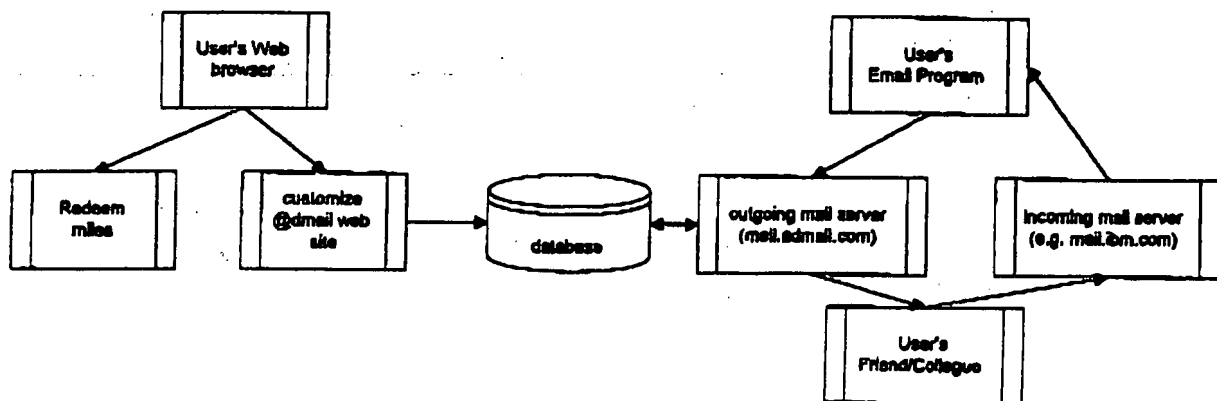 User's Web
browser
User's
Email Program
Redeem
miles
customize
@dmail web
site
database
outgoing mail server
(mail.admail.com)
incoming mail server
(e.g. mail.ibm.com)
User's
Friend/Collegue